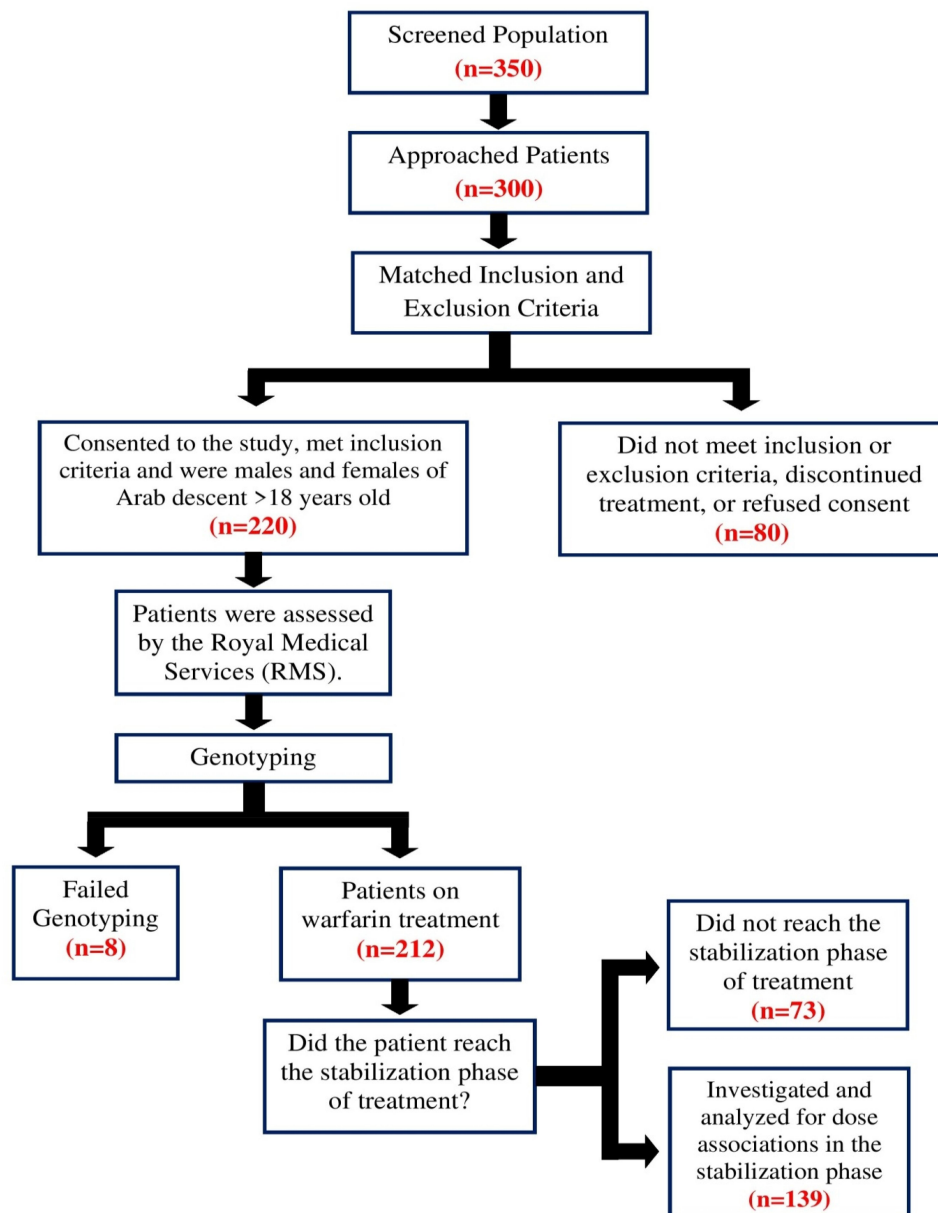 Screened Population
(n=350)
Approached Patients
(n=300)
Matched Inclusion and
Exclusion Criteria
Consented to the study, met inclusion
criteria and were males and females of
Arab descent >18 years old
(n=220)
Did not meet inclusion or
exclusion criteria, discontinued
treatment, or refused consent
(n=80)
Patients were assessed
by the Royal Medical
Services (RMS).
Genotyping
Failed
Genotyping
(n=8)
Patients on
warfarin treatment
(n=212)
Did the patient reach
the stabilization phase
of treatment?
Did not reach the
stabilization phase
of treatment
(n=73)
Investigated and
analyzed for dose
associations in the
stabilization phase
(n=139)